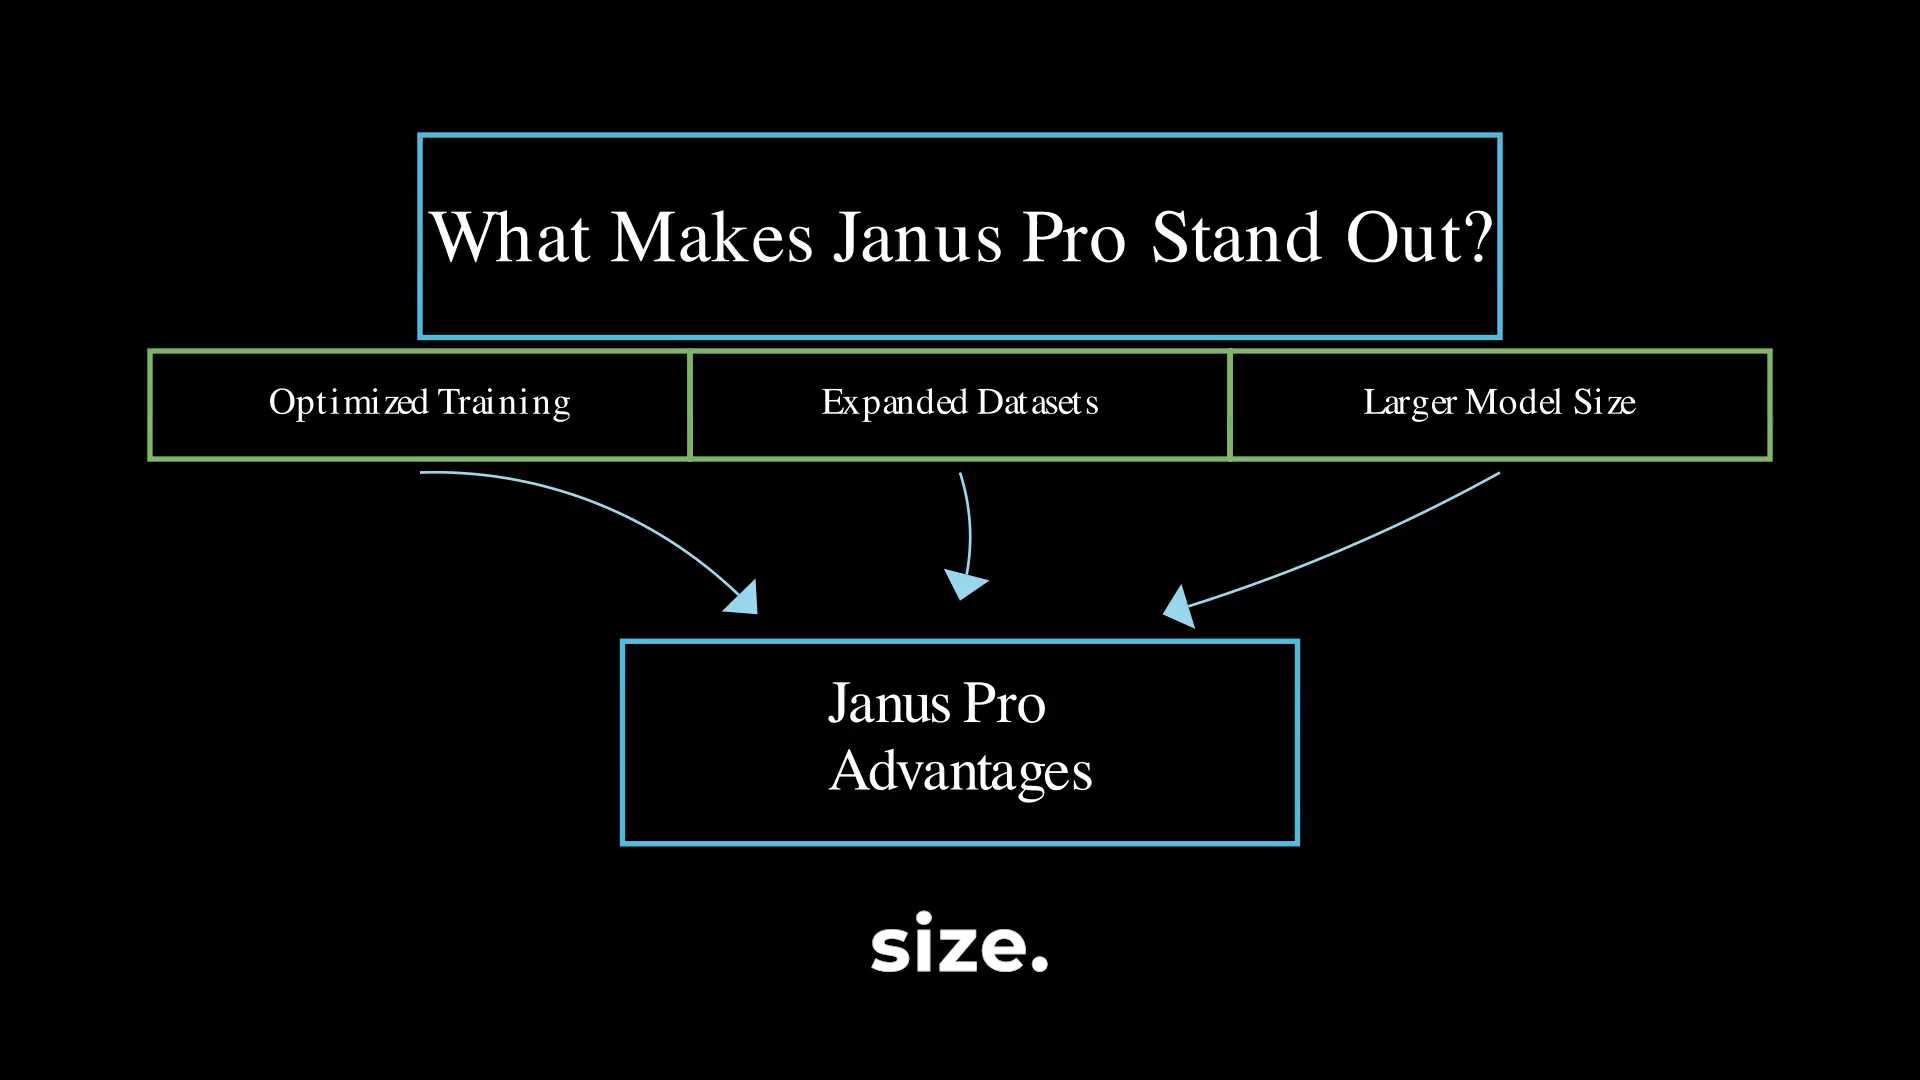 What Makes Janus Pro Stand Out?
Optimized Training
Expanded Datasets
Larger Model Size
Janus Pro
Advantages
size.